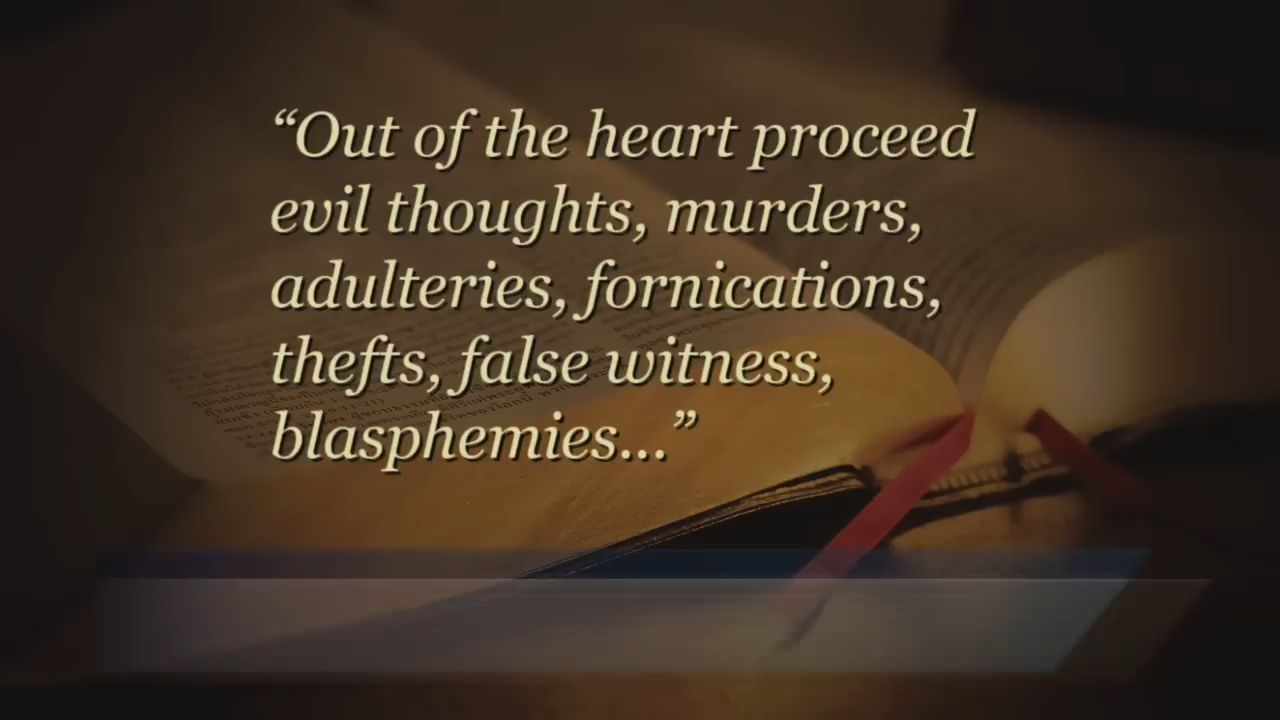 “Out of the heart proceed
evil thoughts, murders,
adulteries, fornications,
thefts, false witness,
blasphemies...”